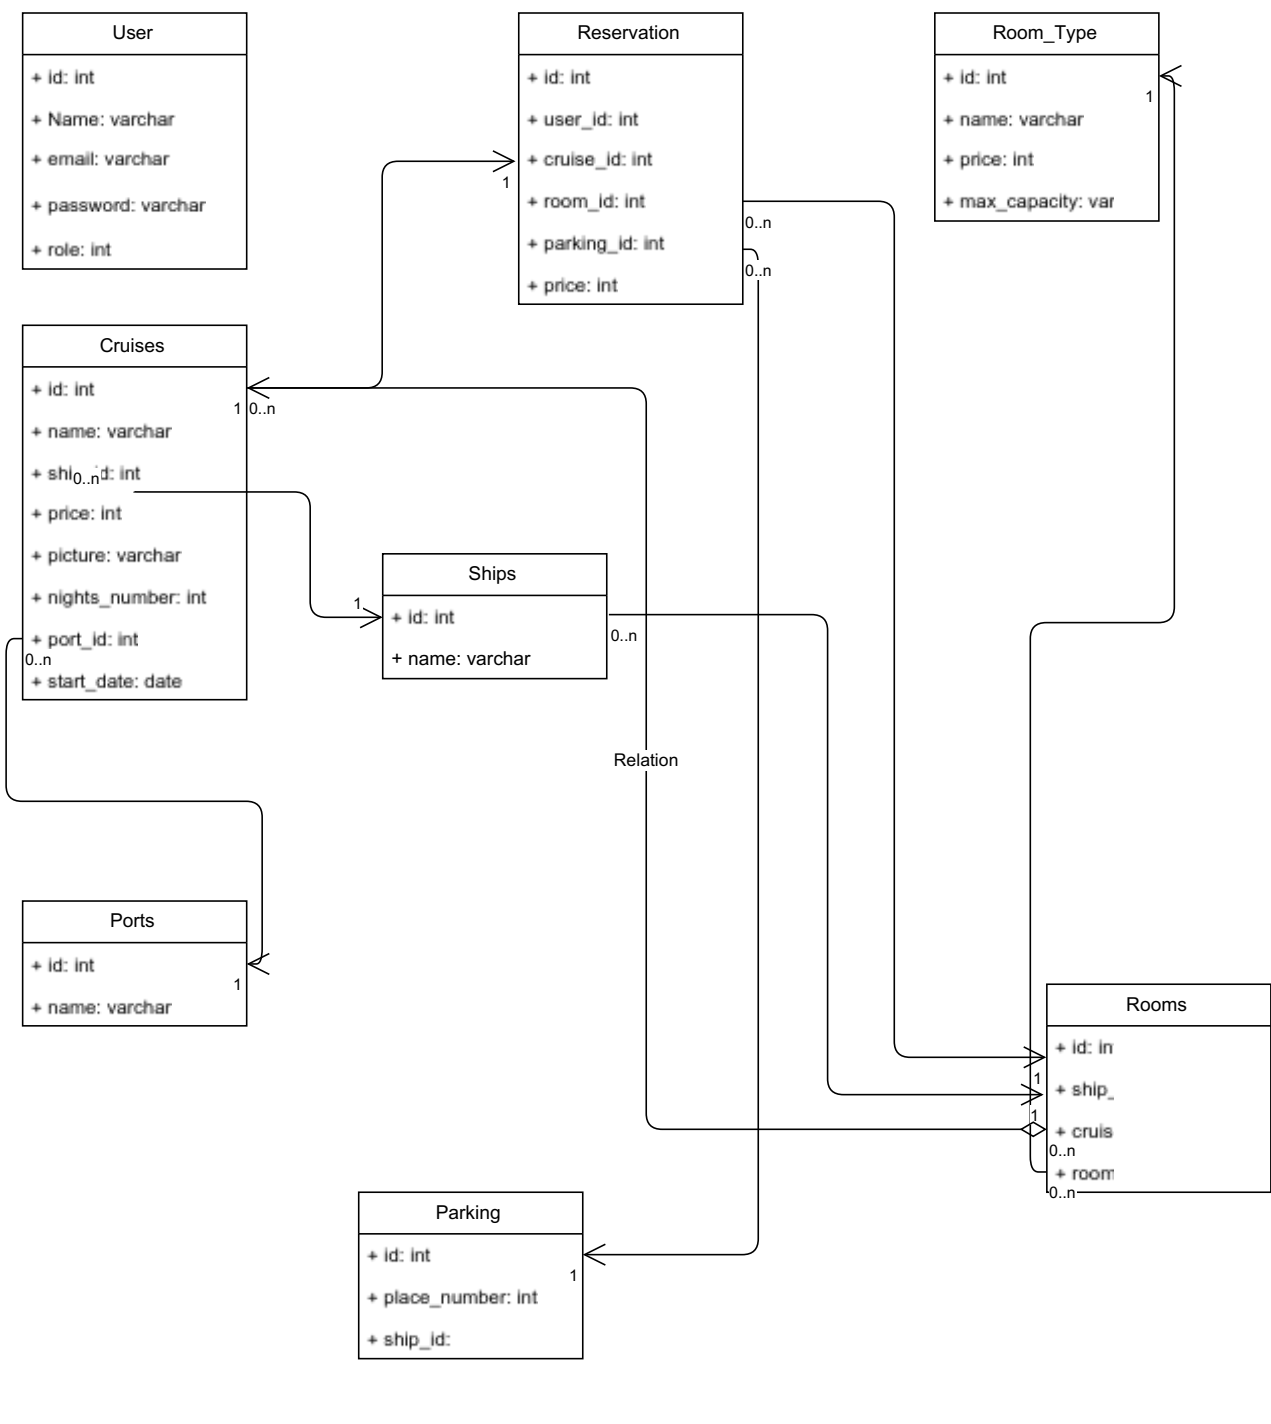 User
+ id: int
+ Name: varchar
+ email: varchar
+ password: varchar
+ role: int
Reservation
+ id: int
+ user_id: int
+ cruise_id: int
+ room_id: int
+ parking_id: int
+ price: int
1
0..n
0..n
Room_Type
+ id: int
+ name: varchar
+ price: int
+ max_capacity: var
1
Cruises
+ id: int
1
0..n
+ name: varchar
+ shi
0..n
d: int
+ price: int
+ picture: varchar
+ nights_number: int
+ port_id: int
0..n
+ start_date: date
Ships
1
+ id: int
0..n
+ name: varchar
Relation
Ports
+ id: int
1
+ name: varchar
Rooms
+ id: in
1
+ ship_
1
+ cruis
0..n
+ room
0..n
Parking
+ id: int
1
+ place_number: int
+ ship_id: